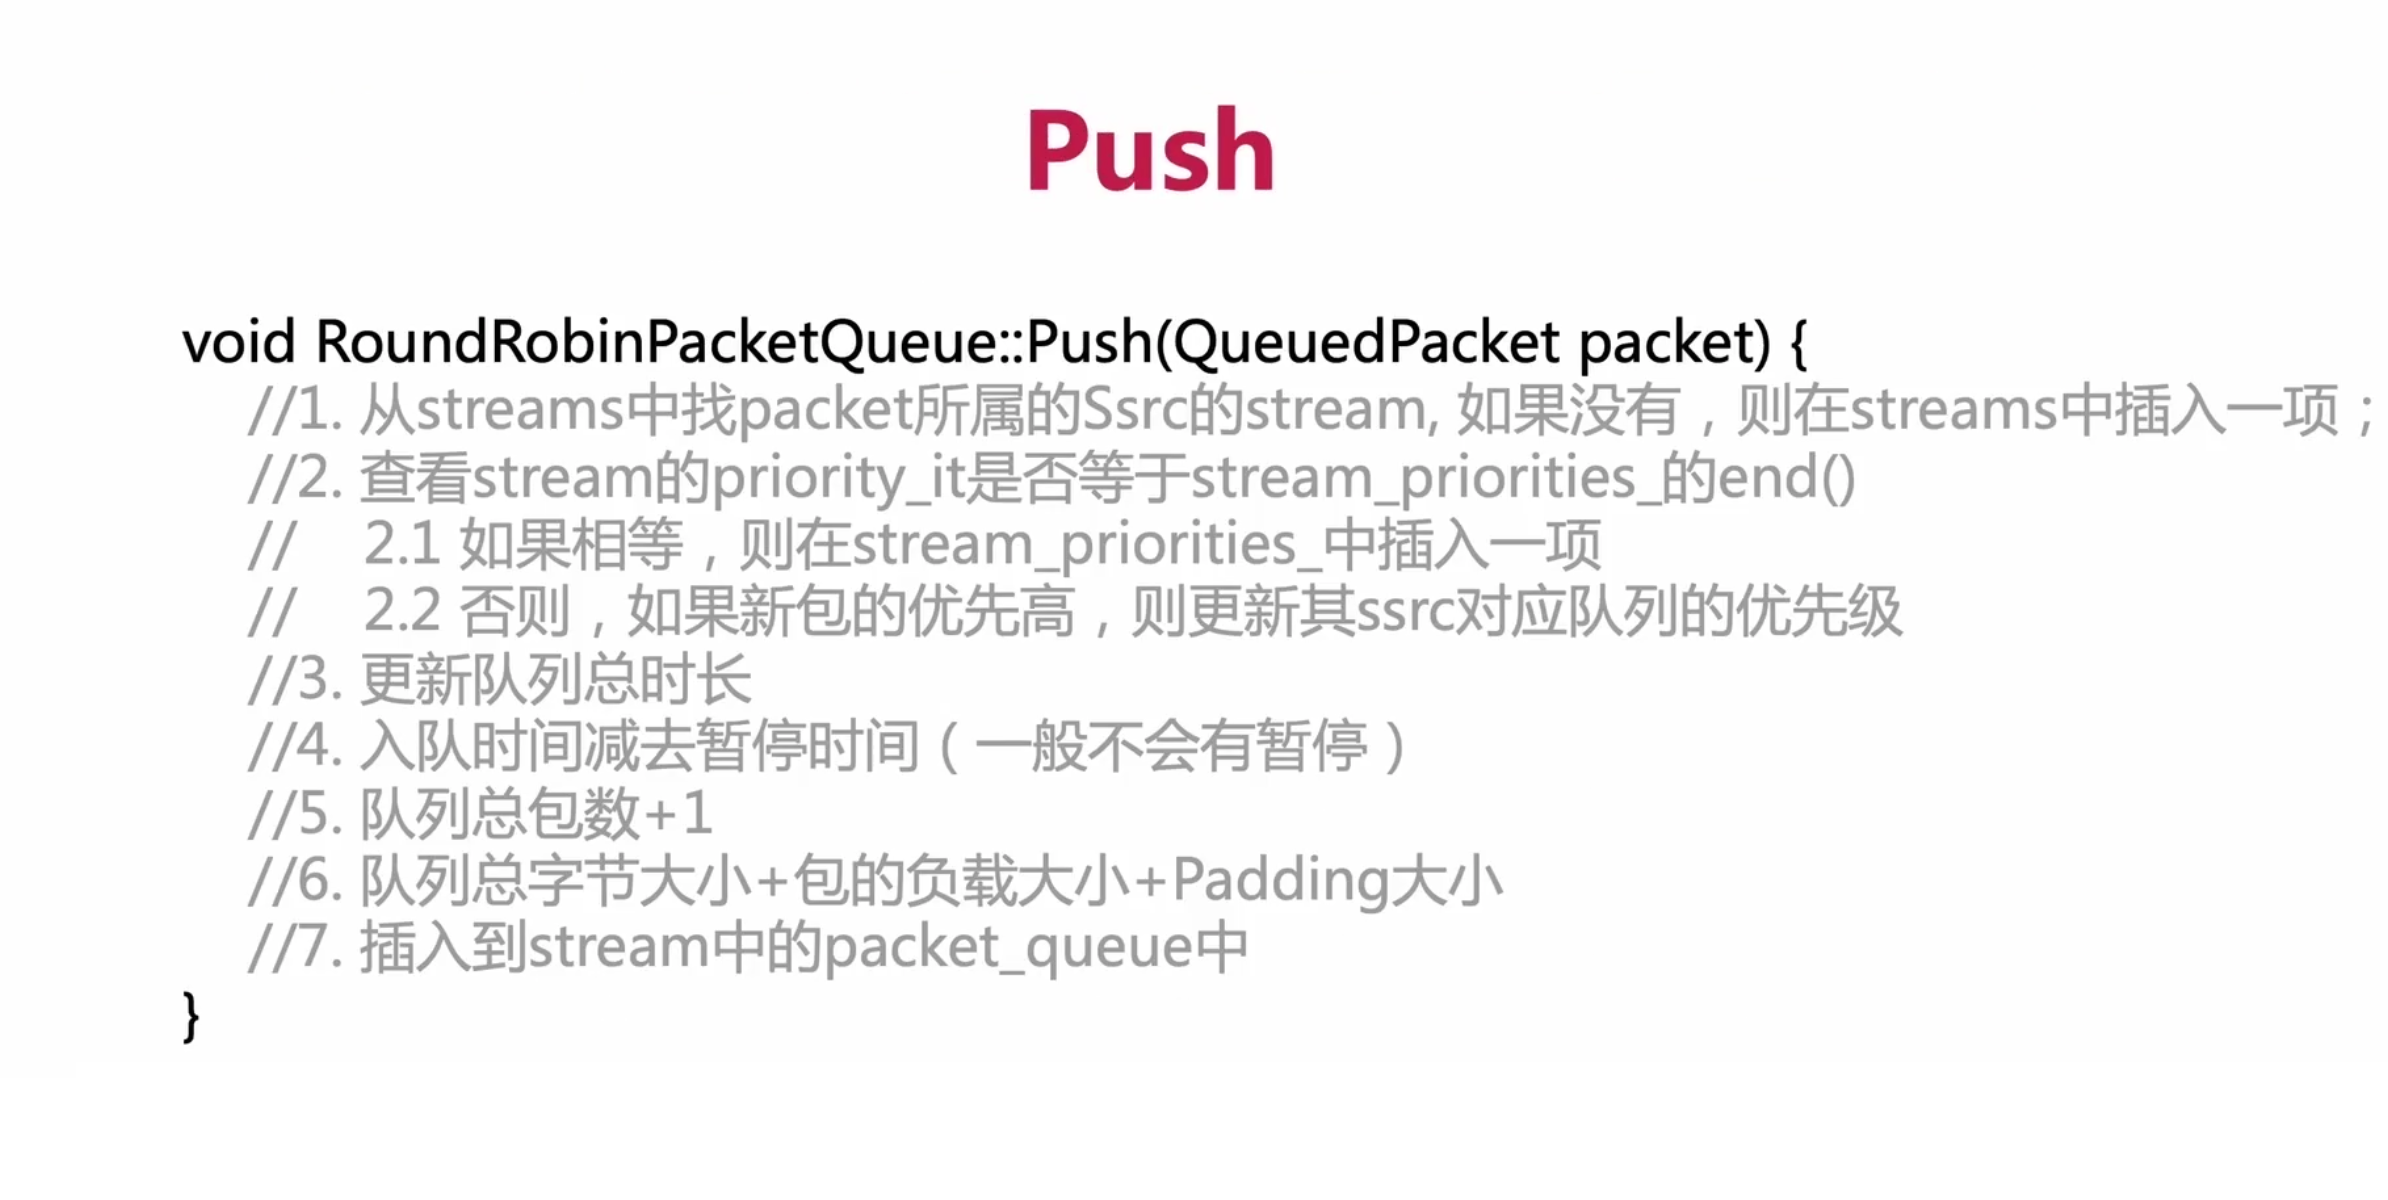 Push
void RoundRobinPacketQueue::Push(QueuedPacket packet) {
//1. 从streams中找packet所属的Ssrc的stream, 如果没有，则在streams中插入一项；
//2. 查看stream的priority_it是否等于stream_priorities_的end()
// 2.1 如果相等，则在stream_priorities_中插入一项
// 2.2 否则，如果新包的优先高，则更新其ssrc对应队列的优先级
//3. 更新队列总时长
//4. 入队时间减去暂停时间（一般不会有暂停）
//5. 队列总包数+1
//6. 队列总字节大小+包的负载大小+Padding大小
//7. 插入到stream中的packet_queue中
}